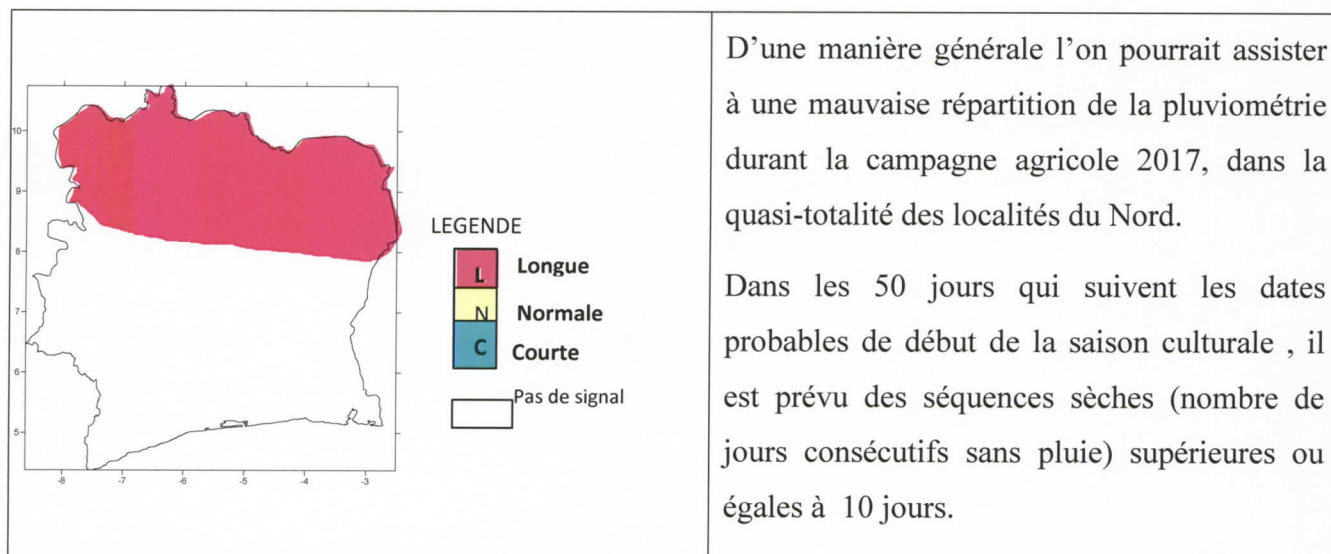 10
9
8
7
6
5
-8 -7 -6 -5 -4 -3
LEGENDE
L Longue
N Normale
C Courte
Pas de signal
D’une manière générale l’on pourrait assister
à une mauvaise répartition de la pluviométrie
durant la campagne agricole 2017, dans la
quasi-totalité des localités du Nord.
Dans les 50 jours qui suivent les dates
probables de début de la saison culturale , il
est prévu des séquences sèches (nombre de
jours consécutifs sans pluie) supérieures ou
égales à 10 jours.